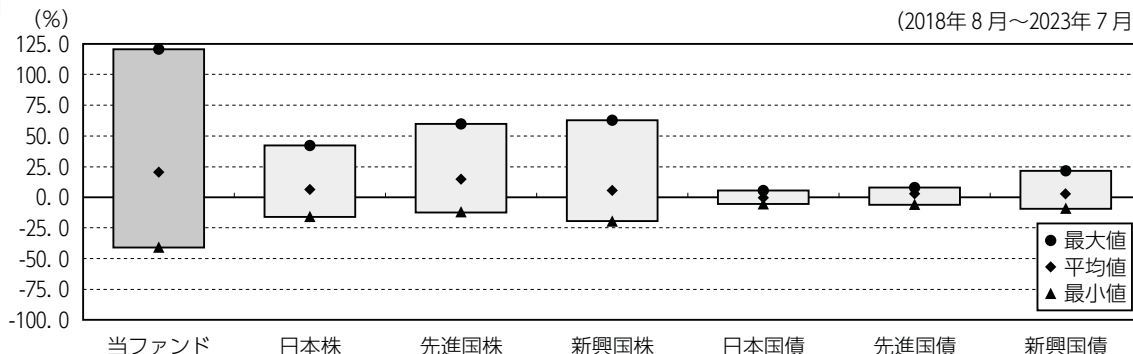 (%)
(2018年8月～2023年7月
125.0
100.0
75.0
50.0
25.0
0.0
-25.0
-50.0
-75.0
-100.0
● 最大値
◆ 平均値
▲ 最小値
当ファンド 日本株 先進国株 新興国株 日本国債 先進国債 新興国債